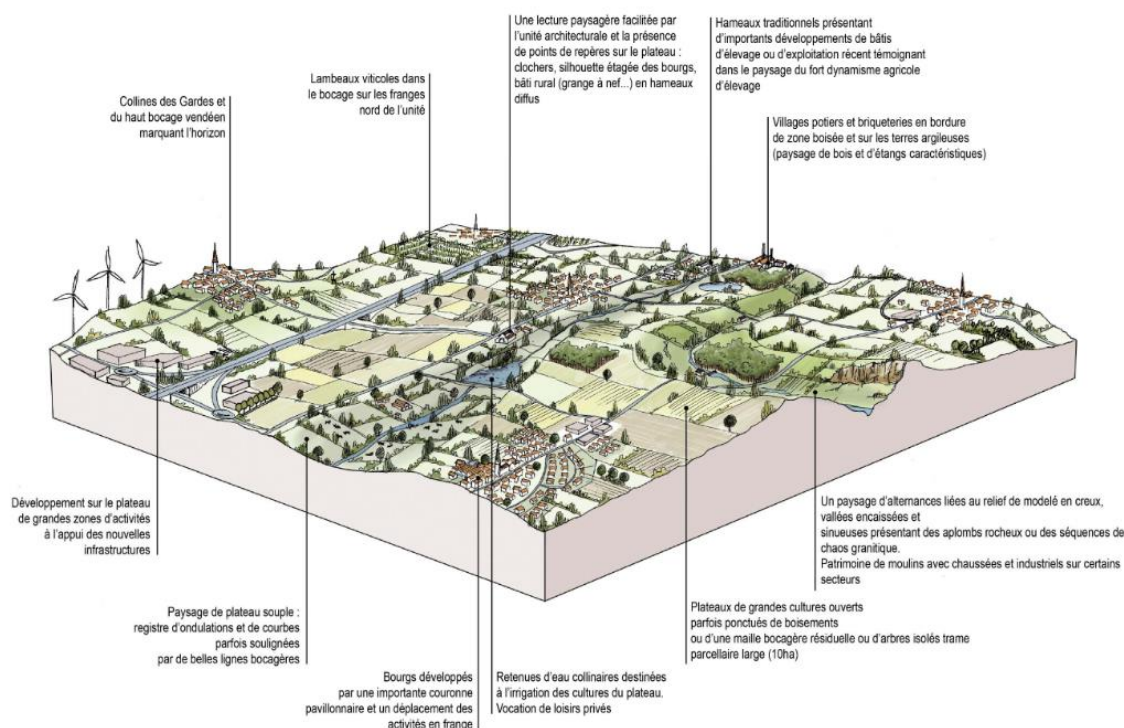 Une lecture paysagère facilitée par
l'unité architecturale et la présence
de points de repères sur le plateau :
clochers, silhouette étagée des bourgs,
bâti rural (grange à nef...) en hameaux
diffus
Hameaux traditionnels présentant
d'importants développements de bâtis
d'élevage ou d'exploitation récent témoignant
dans le paysage du fort dynamisme agricole
d'élevage
Lambeaux viticoles dans
le bocage sur les franges
nord de l'unité
Collines des Gardes et
du haut bocage vendéen
marquant l'horizon
Villages potiers et briqueteries en bordure
de zone boisée et sur les terres argileuses
(paysage de bois et d'étangs caractéristiques)
Développement sur le plateau
de grandes zones d'activités
à l'appui des nouvelles
infrastructures
Un paysage d'alternances liées au relief de modelé en creux,
vallées encaissées et
sinueuses présentant des aplombs rocheux ou des séquences de
chaos granitique.
Patrimoine de moulins avec chaussées et industriels sur certains
secteurs
Paysage de plateau souple :
registre d'ondulations et de courbes
parfois soulignées
par de belles lignes bocagères
Plateaux de grandes cultures ouverts
parfois ponctués de boisements
ou d'une maille bocagère résiduelle ou d'arbres isolés trame
parcellaire large (10ha)
Bourgs développés
par une importante couronne
pavillonnaire et un déplacement des
activités en frange
Retenues d'eau collinaires destinées
à l'irrigation des cultures du plateau.
Vocation de loisirs privés